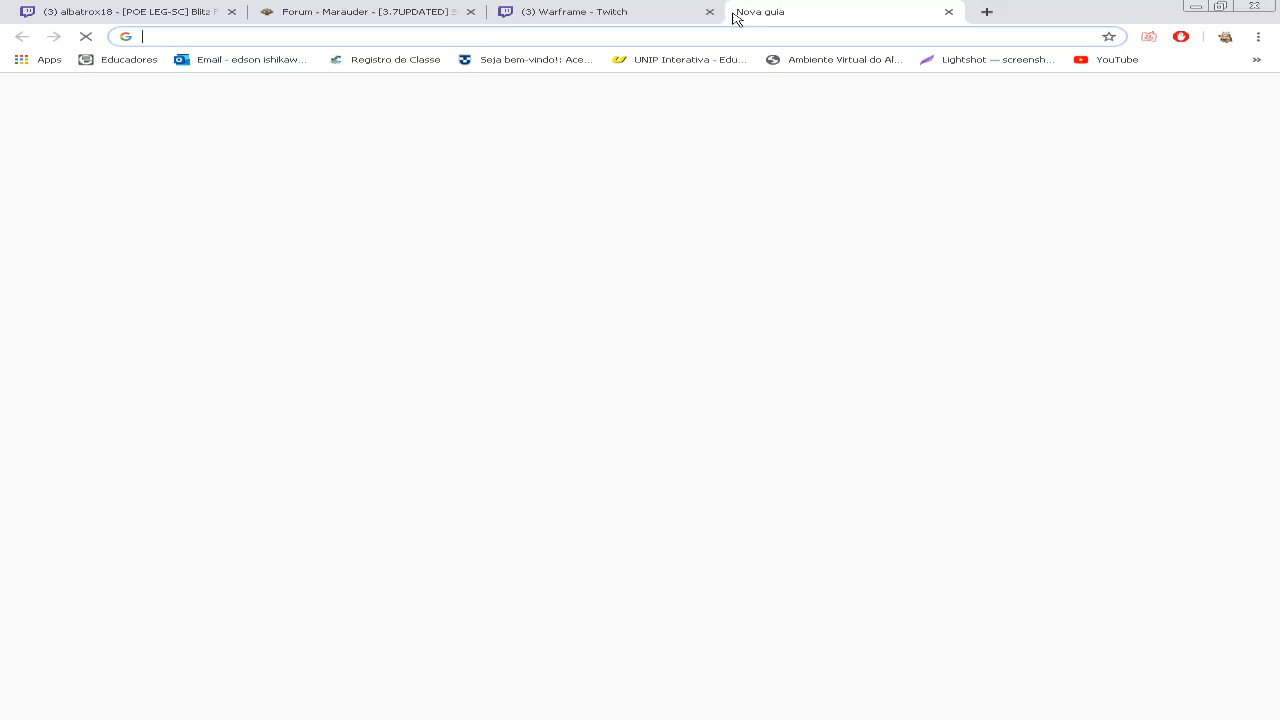 (3) albatrox18 - [POE LEG-SC] Blitz F
Forum - Marauder - [3.7UPDATED] S
(3) Warframe - Twitch
Nova guia
Apps
Educadores
Email - edson ishikaw...
Registro de Classe
Seja bem-vindo!: Ace...
UNIP Interativa - Edu...
Ambiente Virtual do Al...
Lightshot — screensh...
YouTube